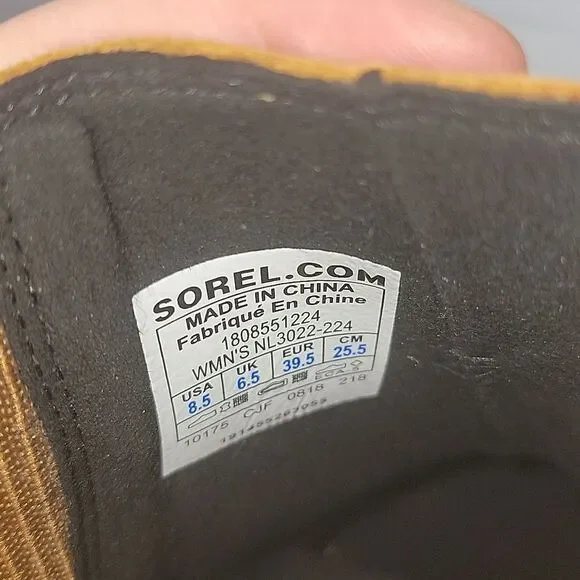 SOREL.COM
MADE IN CHINA
Fabriqué En Chine
1808551224
WMN'S NL3022-224
USA UK EUR CM
8.5 6.5 39.5 25.5
10175 CJF 0818 218